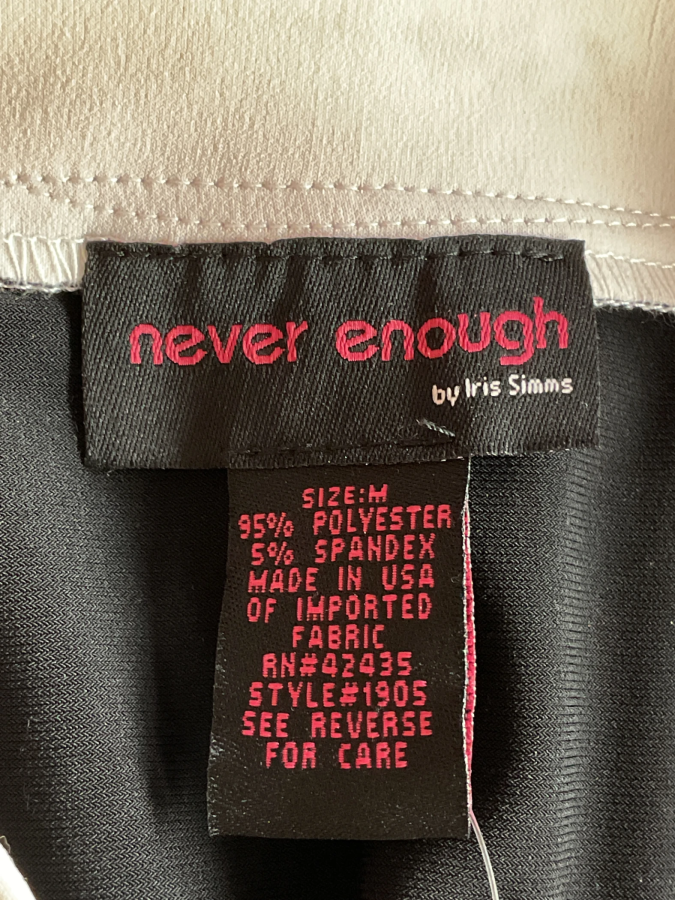 never enough
by Iris Simms
SIZE:M
95% POLYESTER
5% SPANDEX
MADE IN USA
OF IMPORTED
FABRIC
RN#42435
STYLE#1905
SEE REVERSE
FOR CARE